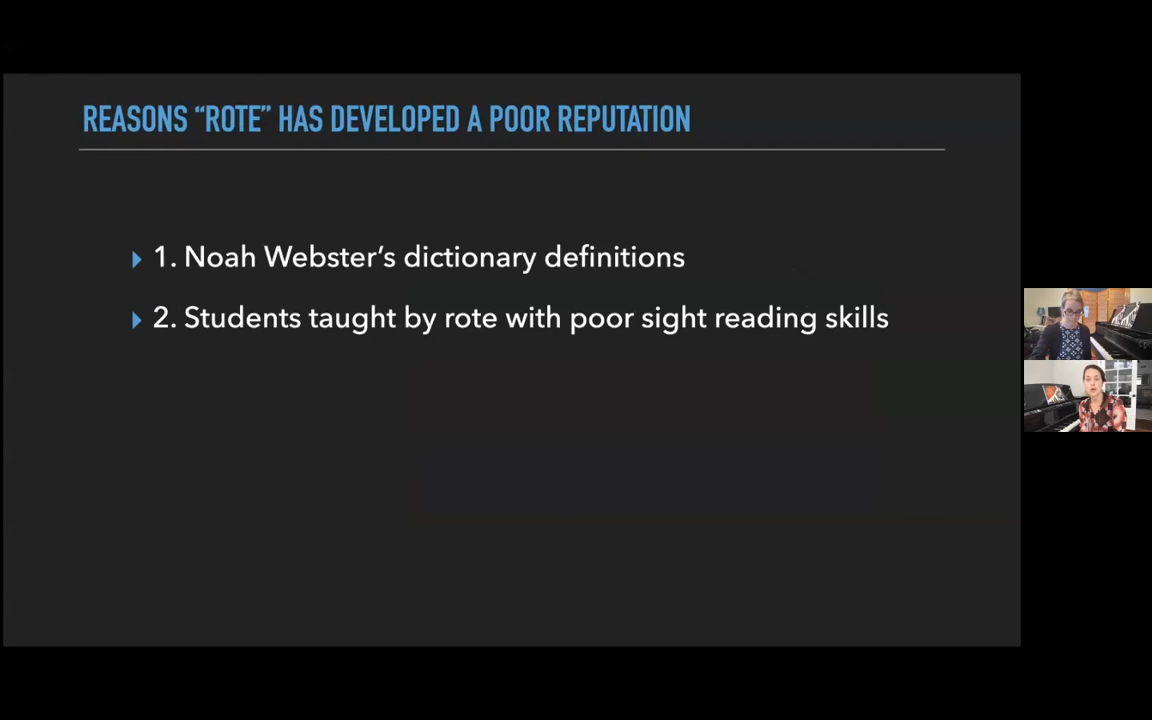 REASONS “ROTE” HAS DEVELOPED A POOR REPUTATION
1. Noah Webster’s dictionary definitions
2. Students taught by rote with poor sight reading skills